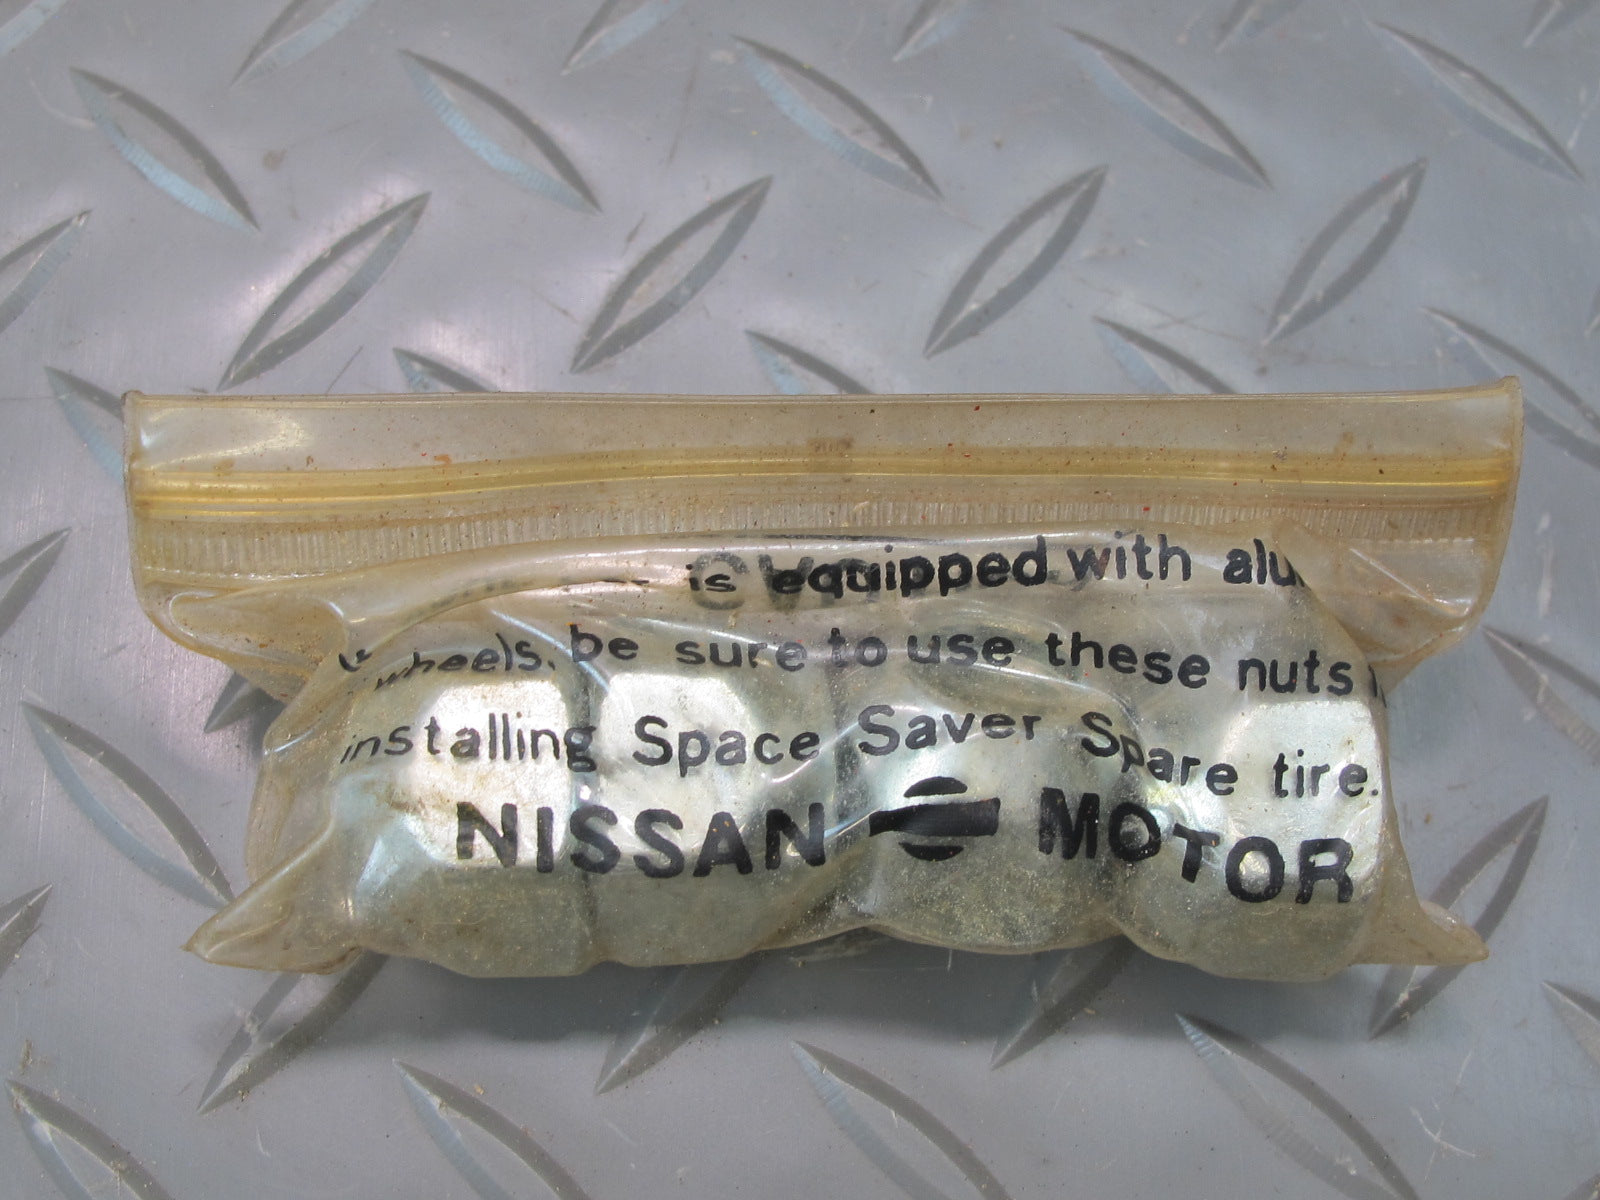 is equipped with alu
wheels, be sure to use these nuts
installing Space Saver Spare tire.
NISSAN MOTOR